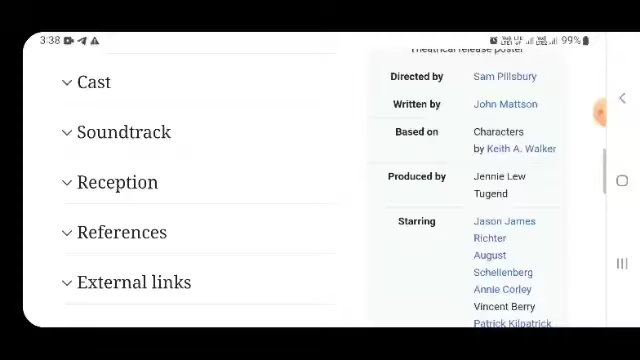 3:38
99%
Theatrical release poster
Cast
Soundtrack
Reception
References
External links
Directed by Sam Pillsbury
Written by John Mattson
Based on Characters
by Keith A. Walker
Produced by Jennie Lew
Tugend
Starring Jason James
Richter
August
Schellenberg
Annie Corley
Vincent Berry
Patrick Kilpatrick